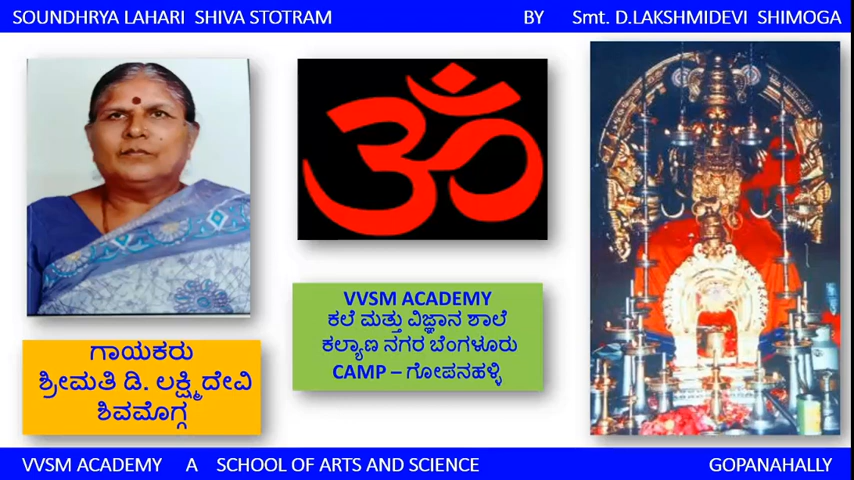 SOUNDHRYA LAHARI SHIVA STOTRAM BY Smt. D.LAKSHMIDEVI SHIMOGA
ಗಾಯಕರು
ಶ್ರೀಮತಿ ಡಿ. ಲಕ್ಷ್ಮಿದೇವಿ
ಶಿವಮೊಗ್ಗ
ॐ
VVSM ACADEMY
ಕಲೆ ಮತ್ತು ವಿಜ್ಞಾನ ಶಾಲೆ
ಕಲ್ಯಾಣ ನಗರ ಬೆಂಗಳೂರು
CAMP – ಗೋಪನಹಳ್ಳಿ
VVSM ACADEMY A SCHOOL OF ARTS AND SCIENCE GOPANAHALLY